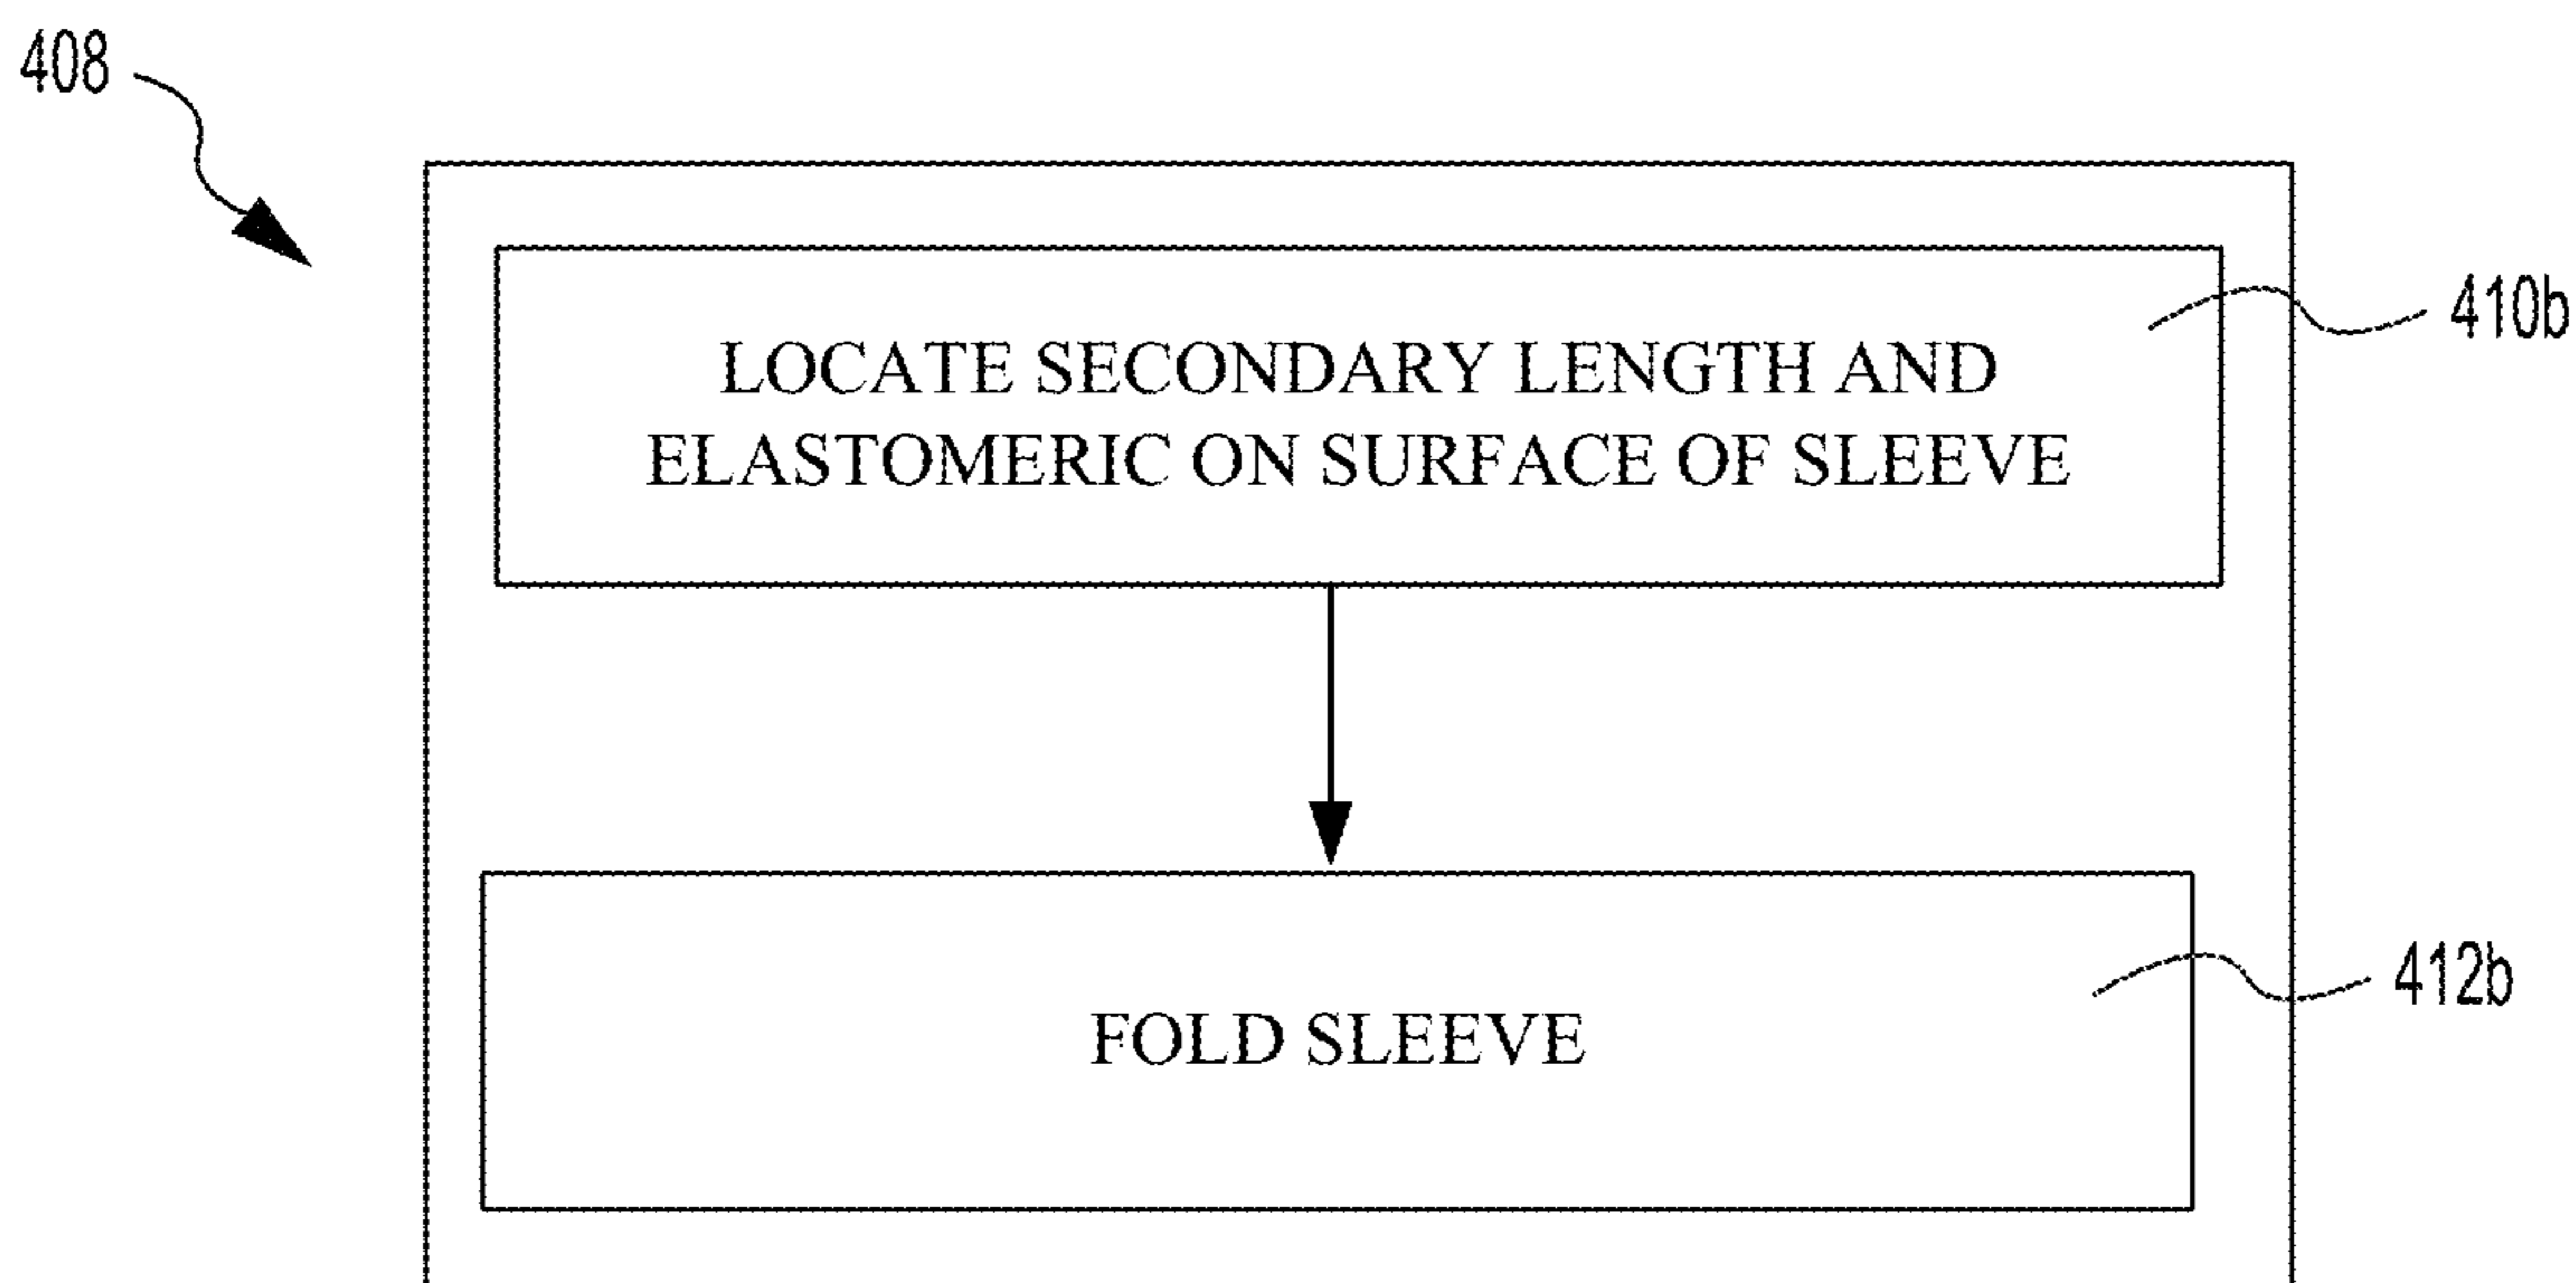 408
410b
LOCATE SECONDARY LENGTH AND
ELASTOMERIC ON SURFACE OF SLEEVE
412b
FOLD SLEEVE